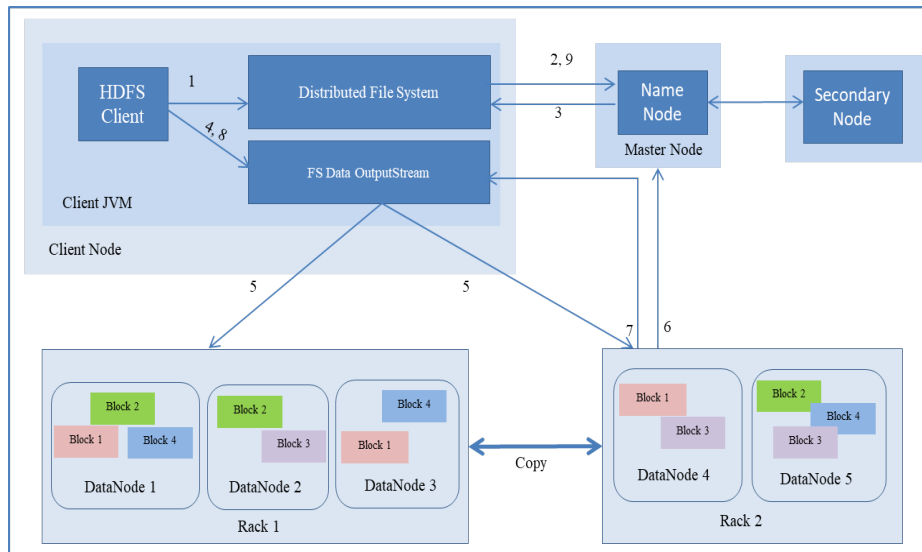 1
2, 9
HDFS
Client
Distributed File System
3
Name
Node
Secondary
Node
4, 8
Master Node
FS Data OutputStream
Client JVM
Client Node
5
5
7
6
Block 2
Block 1
Block 4
DataNode 1
Block 2
Block 3
DataNode 2
Block 4
Block 1
DataNode 3
Rack 1
Copy
Block 1
Block 3
DataNode 4
Block 2
Block 4
Block 3
DataNode 5
Rack 2